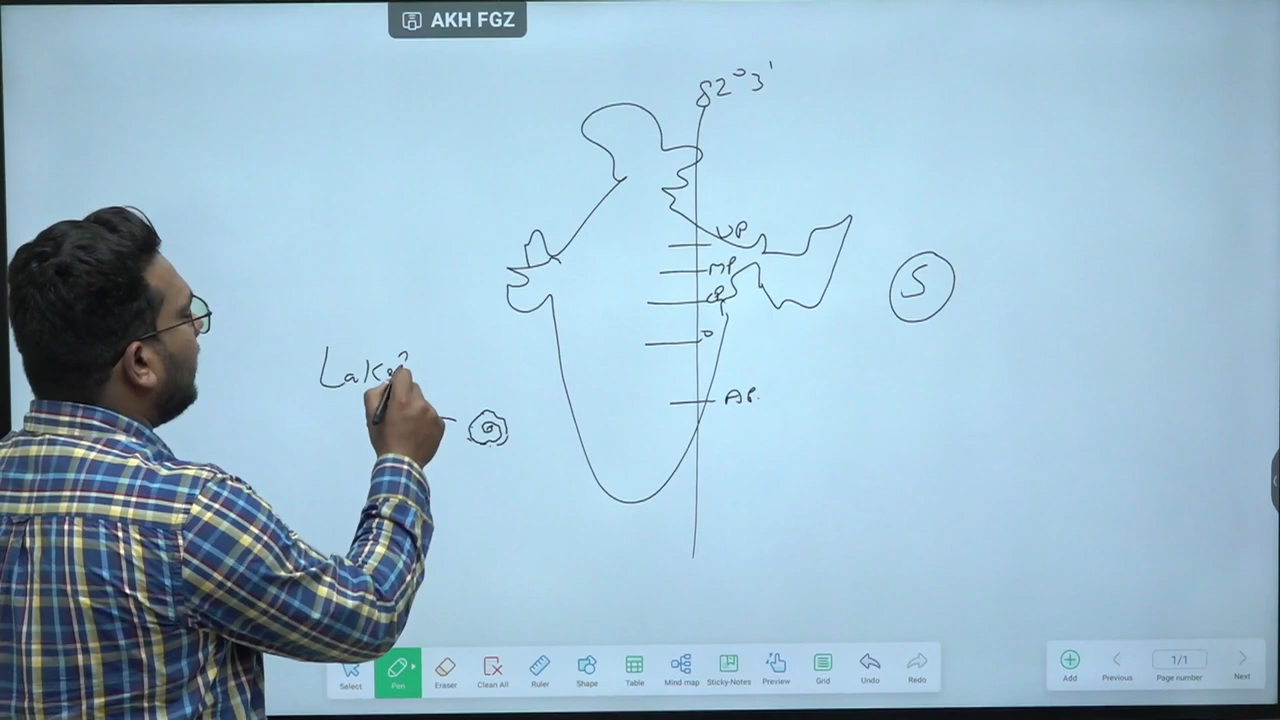 AKH FGZ
82°3'
UP
MP
CP
O
AP.
S
Select
Pen
Eraser
Clean All
Ruler
Shape
Table
Mind map
Sticky-Notes
Preview
Grid
Undo
Redo
Add
Previous
1/1
Page number
Next